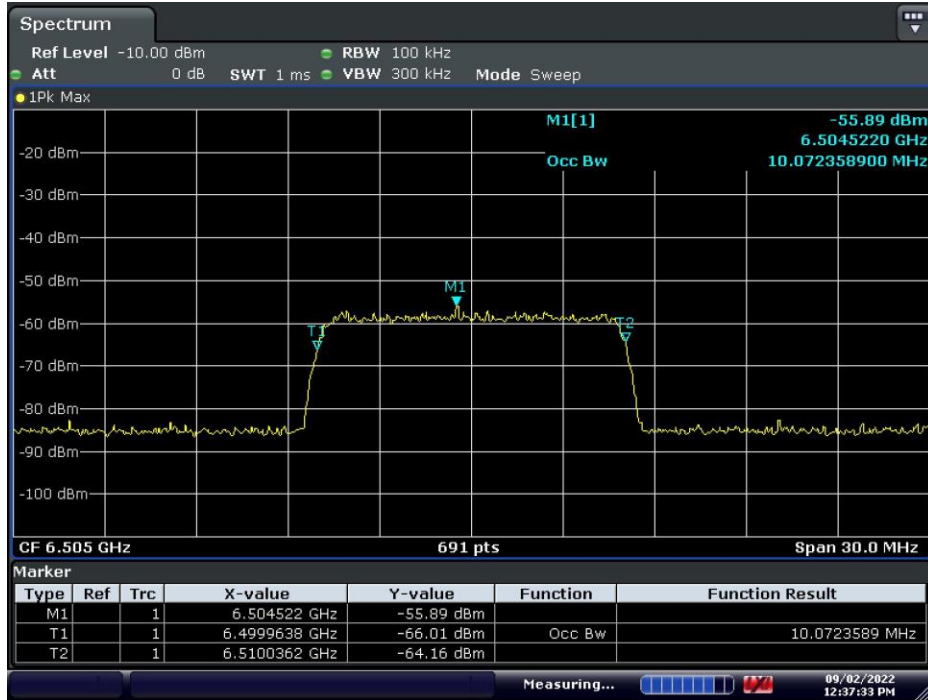 Spectrum
Ref Level -10.00 dBm RBW 100 kHz
Att 0 dB SWT 1 ms VBW 300 kHz Mode Sweep
1Pk Max
M1[1] -55.89 dBm
6.5045220 GHz
-20 dBm
Occ Bw 10.072358900 MHz
-30 dBm
-40 dBm
-50 dBm
M1
-60 dBm
T1 T2
-70 dBm
-80 dBm
-90 dBm
-100 dBm
CF 6.505 GHz 691 pts Span 30.0 MHz
Marker
Type Ref Trc X-value Y-value Function Function Result
M1 1 6.504522 GHz -55.89 dBm
T1 1 6.4999638 GHz -66.01 dBm Occ Bw 10.0723589 MHz
T2 1 6.5100362 GHz -64.16 dBm
Measuring... 09/02/2022
12:37:33 PM